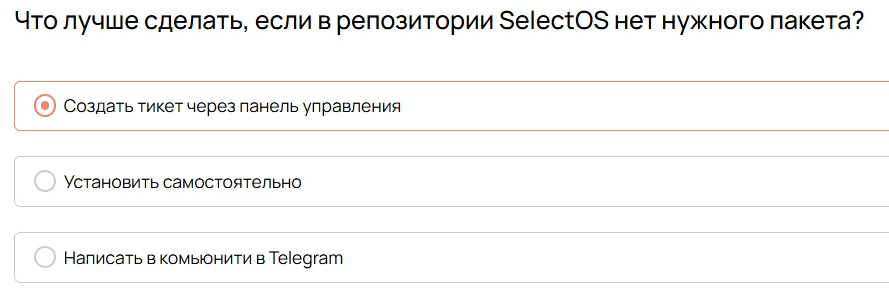 Что лучше сделать, если в репозитории SelectOS нет нужного пакета?
Создать тикет через панель управления
Установить самостоятельно
Написать в комьюнити в Telegram